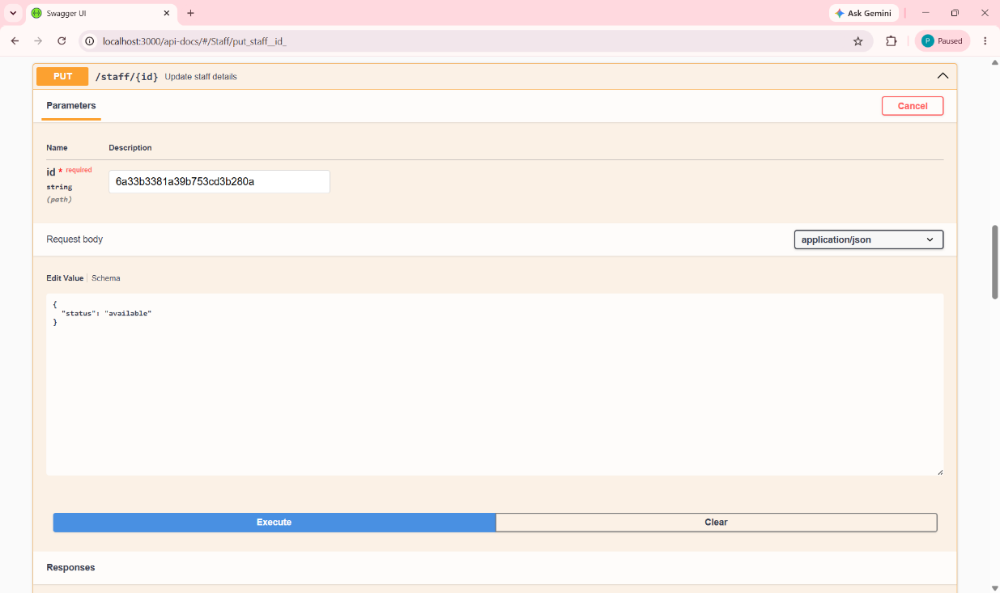 Swagger UI
Ask Gemini
localhost:3000/api-docs/#/Staff/put_staff__id_
P Paused
PUT /staff/{id} Update staff details
Parameters
Cancel
Name Description
id * required
string
(path)
6a33b3381a39b753cd3b280a
Request body
application/json
Edit Value Schema
{
  "status": "available"
}
Execute
Clear
Responses